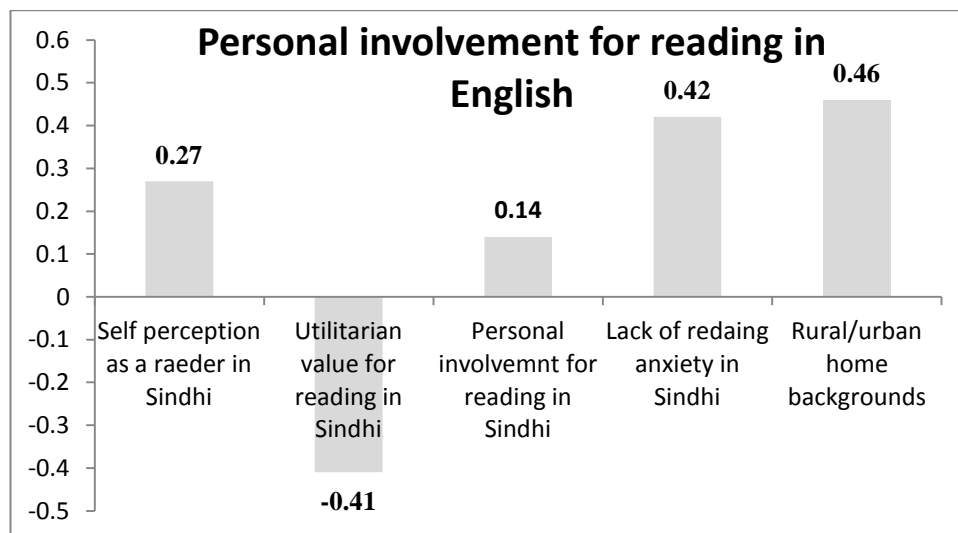 Personal involvement for reading in
English
0.6
0.5
0.4
0.3
0.2
0.1
0
-0.1
-0.2
-0.3
-0.4
-0.5
0.27
-0.41
0.14
0.42
0.46
Self perception
as a raeder in
Sindhi
Utilitarian
value for
reading in
Sindhi
Personal
involvemnt for
reading in
Sindhi
Lack of redaing
anxiety in
Sindhi
Rural/urban
home
backgrounds